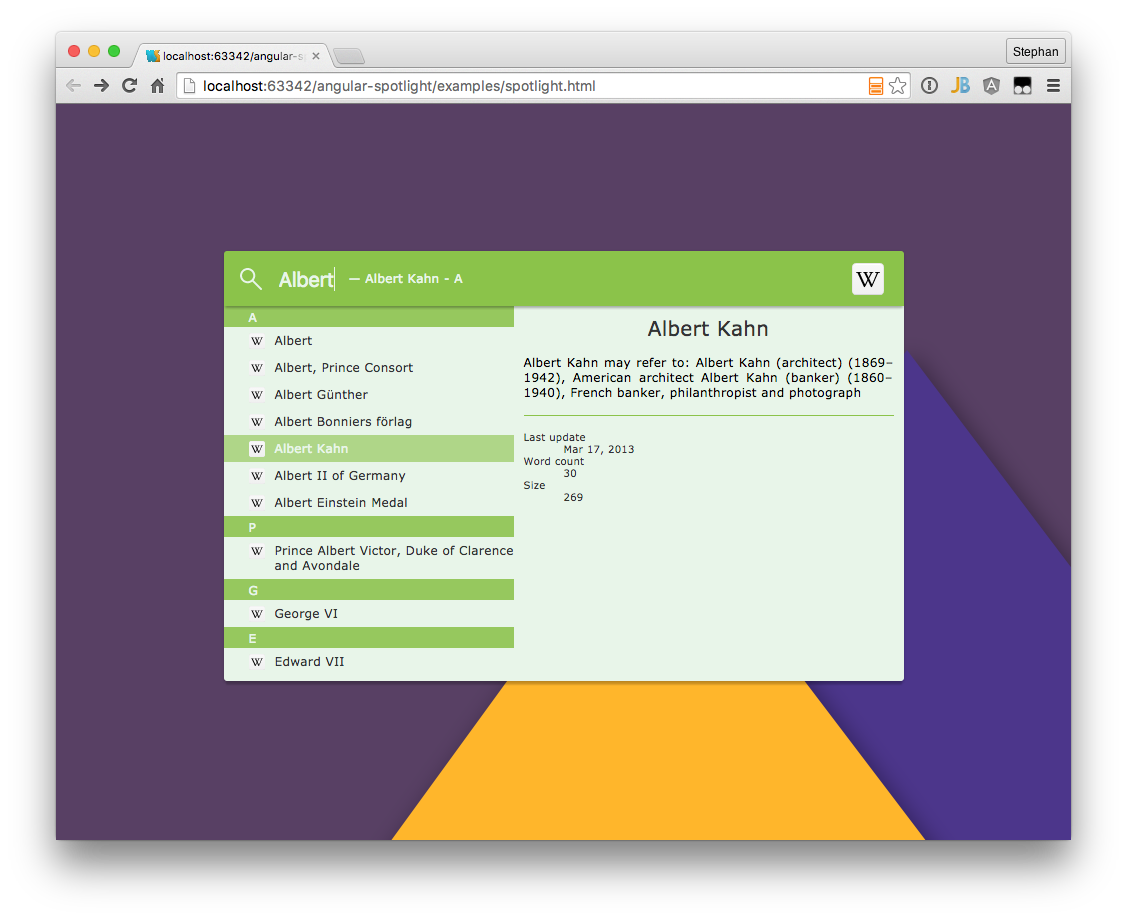 localhost:63342/angular-s
Stephan
localhost:63342/angular-spotlight/examples/spotlight.html
JB
A
Albert — Albert Kahn - A
W
A
W Albert
W Albert, Prince Consort
W Albert Günther
W Albert Bonniers förlag
W Albert Kahn
W Albert II of Germany
W Albert Einstein Medal
P
W Prince Albert Victor, Duke of Clarence
and Avondale
G
W George VI
E
W Edward VII
Albert Kahn
Albert Kahn may refer to: Albert Kahn (architect) (1869–
1942), American architect Albert Kahn (banker) (1860–
1940), French banker, philanthropist and photograph
Last update
Mar 17, 2013
Word count
30
Size
269